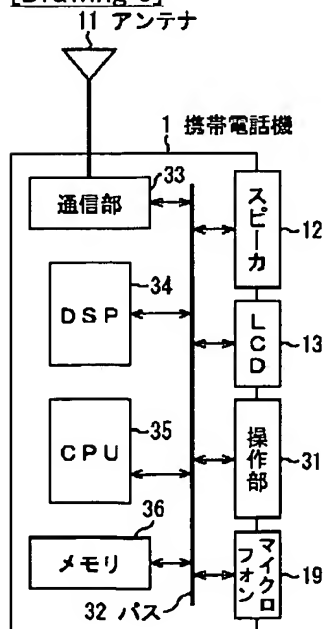 [Drawing
11 アンテナ
1 携帯電話機
33
通信部
スピーカ
12
34
DSP
LCD
13
35
CPU
操作部
31
36
メモリ
マイクロフォン
19
32 バス